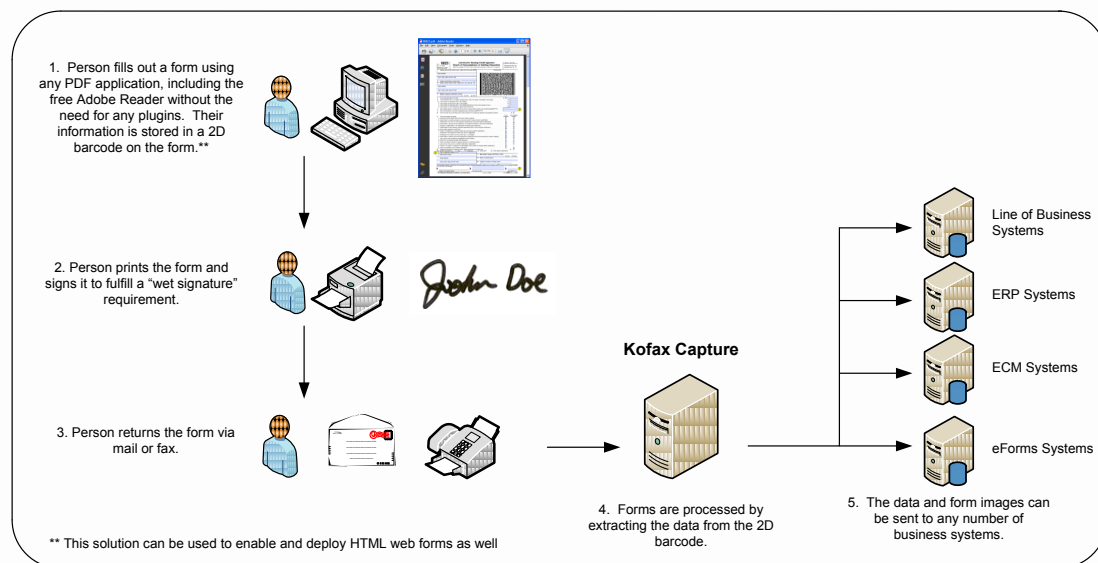 1. Person fills out a form using
any PDF application, including the
free Adobe Reader without the
need for any plugins. Their
information is stored in a 2D
barcode on the form.**
2. Person prints the form and
signs it to fulfill a “wet signature”
requirement.
John Doe
3. Person returns the form via
mail or fax.
Kofax Capture
4. Forms are processed by
extracting the data from the 2D
barcode.
Line of Business
Systems
ERP Systems
ECM Systems
eForms Systems
5. The data and form images can
be sent to any number of
business systems.
** This solution can be used to enable and deploy HTML web forms as well